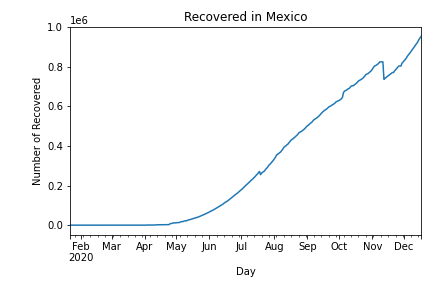 Recovered in Mexico
1e6
1.0
0.8
0.6
0.4
0.2
0.0
Number of Recovered
Feb Mar Apr May Jun Jul Aug Sep Oct Nov Dec
2020
Day